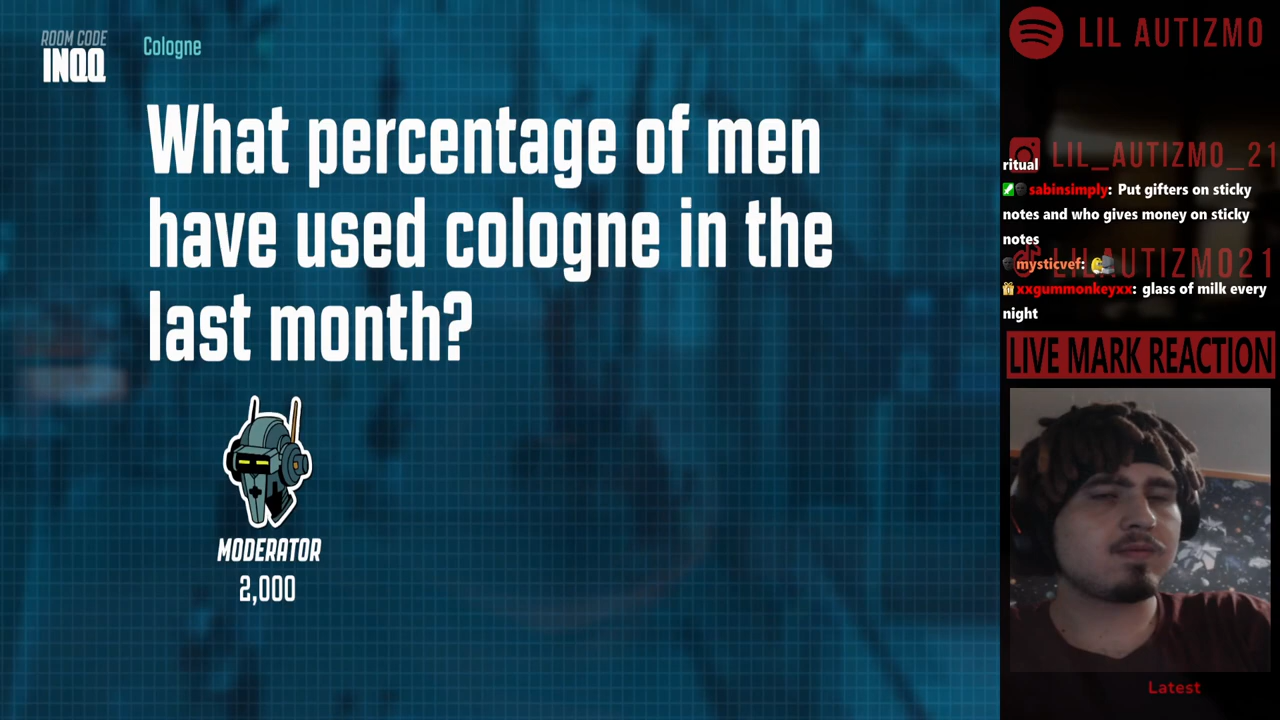 ROOM CODE
INQQ
Cologne
What percentage of men
have used cologne in the
last month?
MODERATOR
2,000
LIL AUTIZMO
LIL_AUTIZMO_21
ritual
sabinsimply: Put gifters on sticky
notes and who gives money on sticky
notes
mysticvef:
LILAUTIZMO21
xxgummonkeyxx: glass of milk every
night
LIVE MARK REACTION
Latest